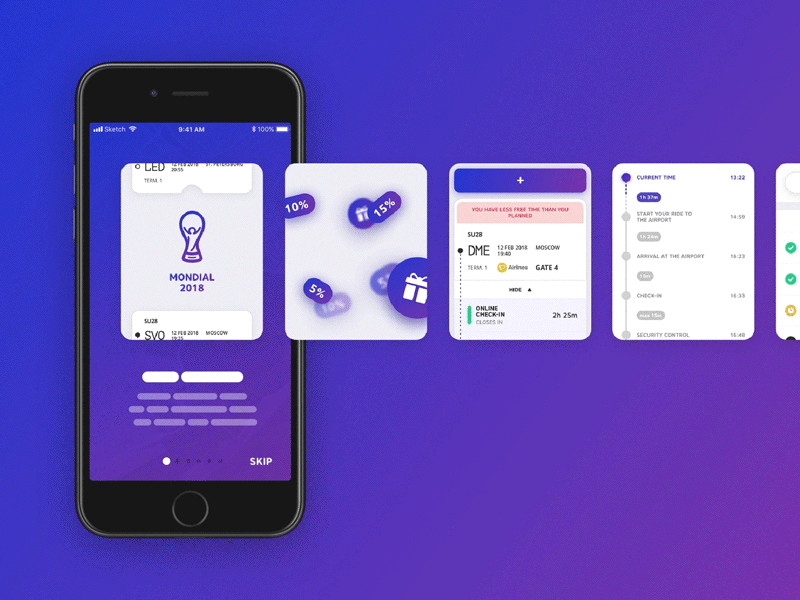 Sketch 9:41 AM 100%
LED 12 FEB 2018 ST. PETERSBURG
20:55
TERM. 1
MONDIAL
2018
SU28
SVO 12 FEB 2018 MOSCOW
19:25
SKIP
10%
15%
5%
10%
5
+
YOU HAVE LESS FREE TIME THAN YOU
PLANNED
SU28
DME 12 FEB 2018 MOSCOW
19:40
TERM. 1 Airlines GATE 4
HIDE
ONLINE
CHECK-IN
CLOSES IN
2h 25m
CURRENT TIME 13:22
1h 37m
START YOUR RIDE TO
THE AIRPORT
14:59
1h 24m
ARRIVAL AT THE AIRPORT 16:23
10m
CHECK-IN 16:33
max 15m
SECURITY CONTROL 16:48